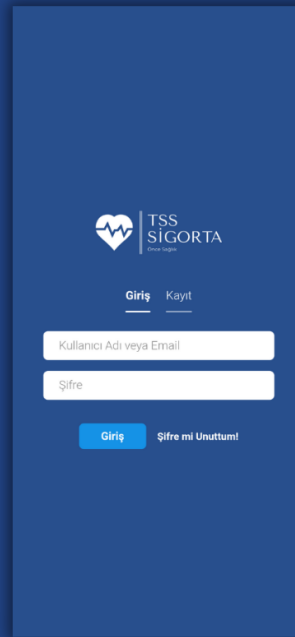 TSS
SİGORTA
Giriş Kayıt
Kullanıcı Adı veya Email
Şifre
Giriş Şifre mi Unuttum!